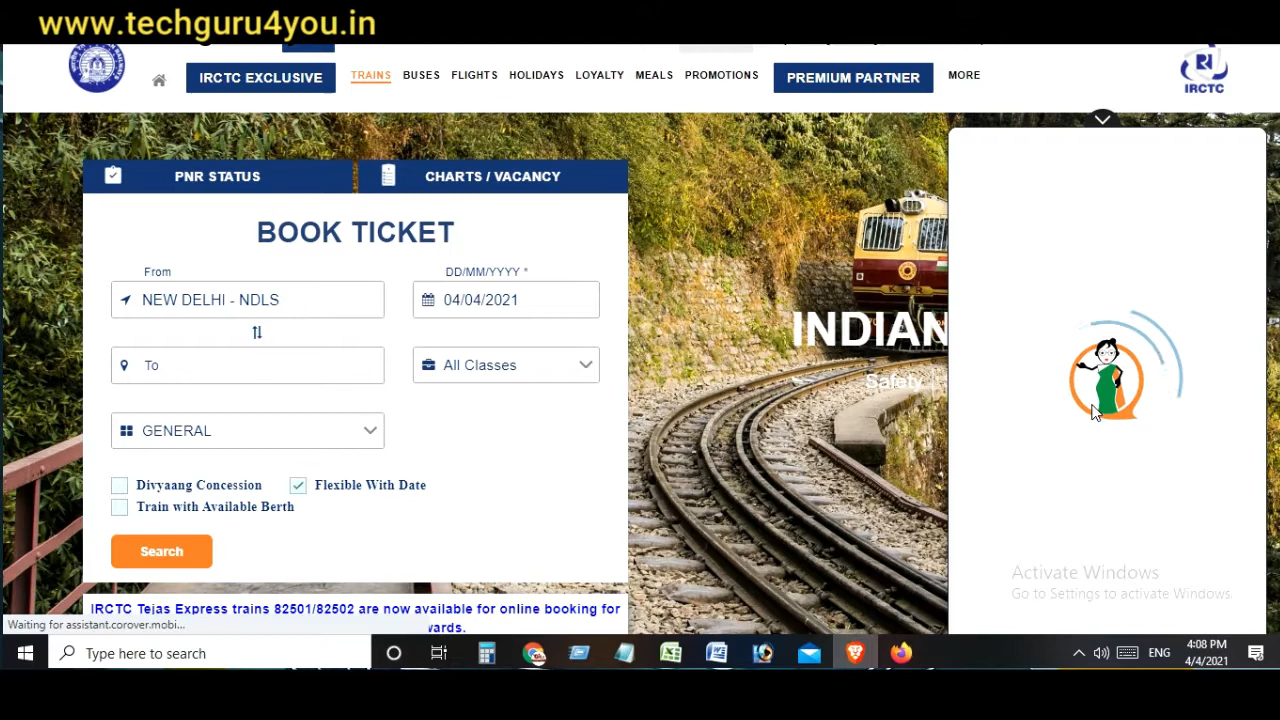 www.techguru4you.in
IRCTC EXCLUSIVE
TRAINS
BUSES
FLIGHTS
HOLIDAYS
LOYALTY
MEALS
PROMOTIONS
PREMIUM PARTNER
MORE
IRCTC
PNR STATUS
CHARTS / VACANCY
BOOK TICKET
From
DD/MM/YYYY *
NEW DELHI - NDLS
04/04/2021
To
All Classes
GENERAL
Divyaang Concession
Flexible With Date
Train with Available Berth
Search
INDIAN
Safety
IRCTC Tejas Express trains 82501/82502 are now available for online booking for
Waiting for assistant.corover.mobi...
Activate Windows
Go to Settings to activate Windows.
Type here to search
ENG
4:08 PM
4/4/2021